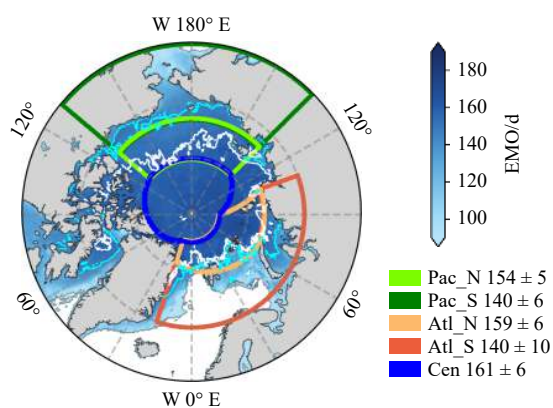 W 180° E
120°
120°
60°
60°
W 0° E
180
160
140
120
100
EMO/d
Pac_N 154 ± 5
Pac_S 140 ± 6
Atl_N 159 ± 6
Atl_S 140 ± 10
Cen 161 ± 6